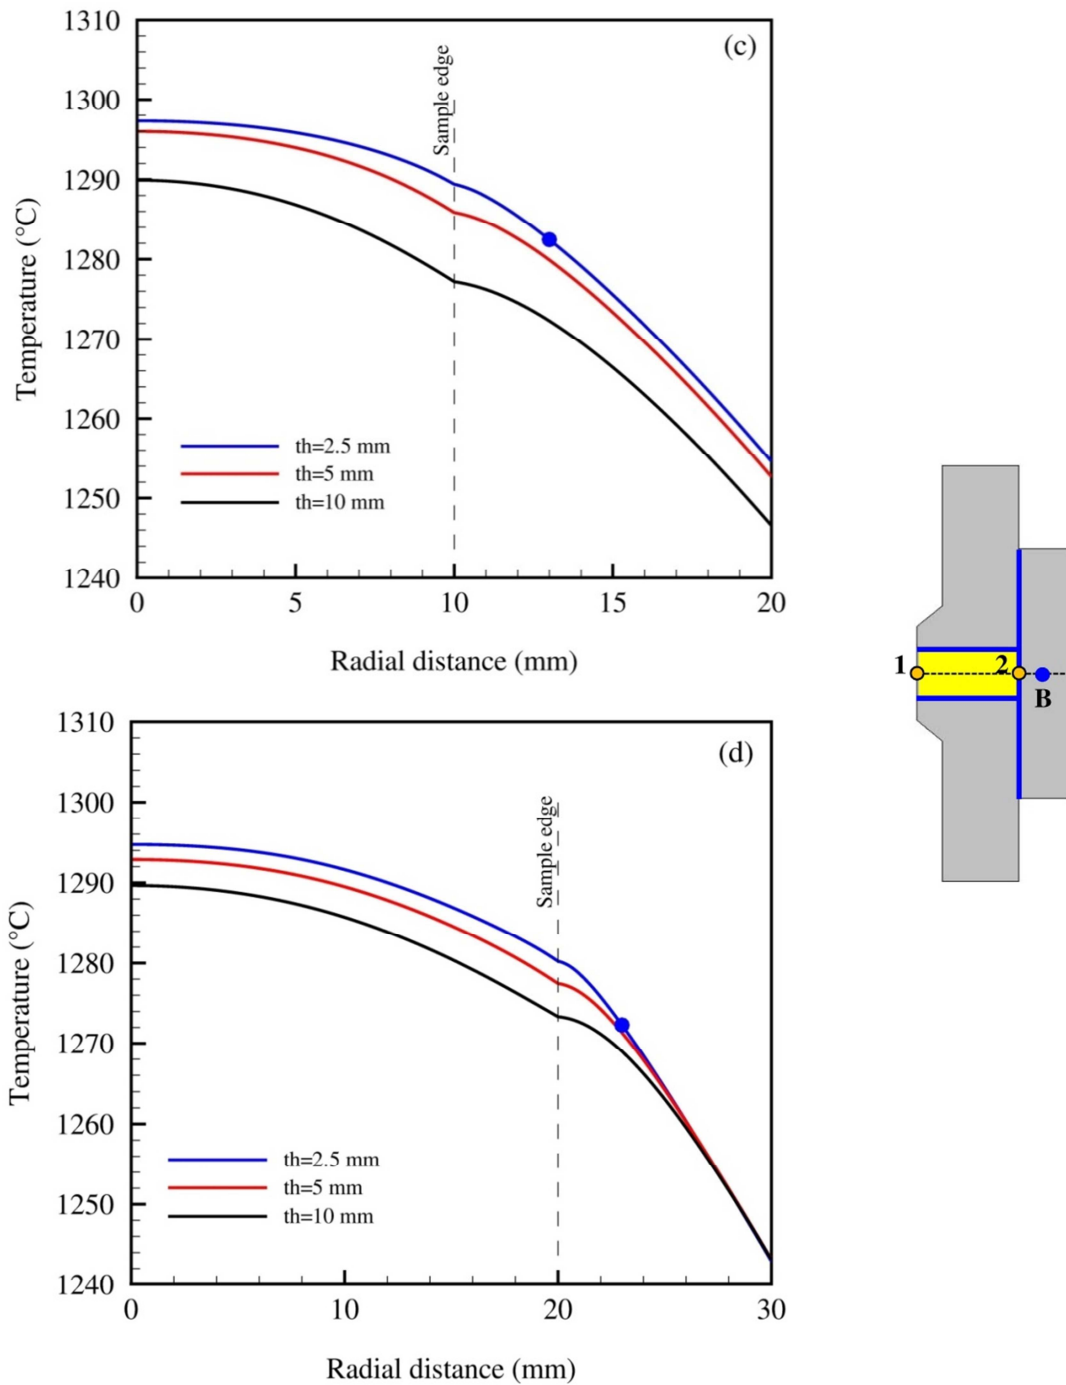 (c)
1310
1300
1290
1280
1270
1260
1250
1240
Temperature (°C)
Sample edge
th=2.5 mm
th=5 mm
th=10 mm
0 5 10 15 20
Radial distance (mm)
1 2
B
(d)
1310
1300
1290
1280
1270
1260
1250
1240
Temperature (°C)
Sample edge
th=2.5 mm
th=5 mm
th=10 mm
0 10 20 30
Radial distance (mm)